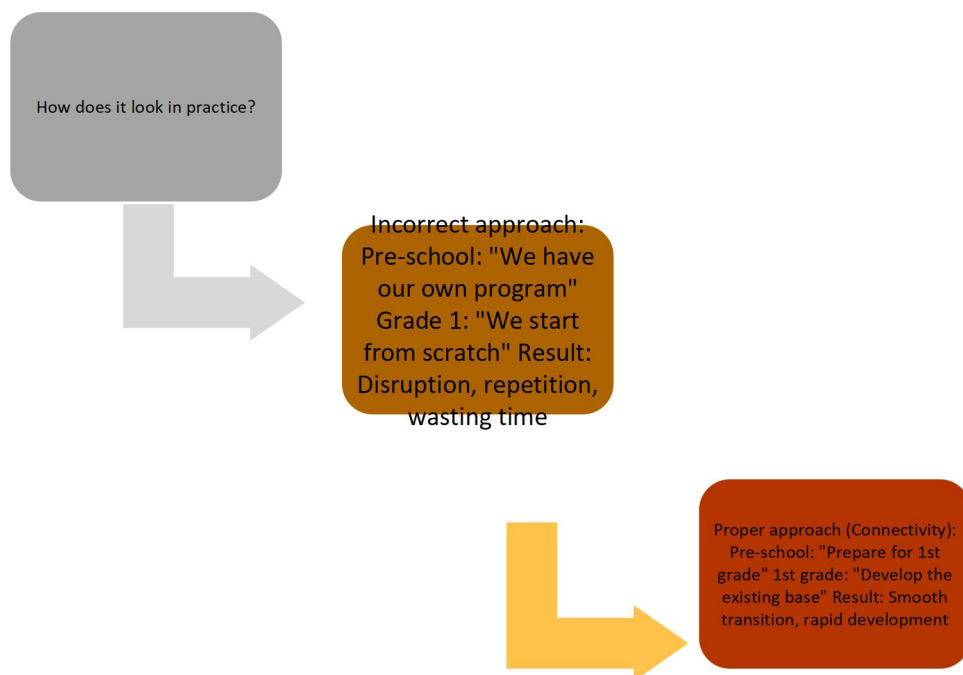 How does it look in practice?
Incorrect approach:
Pre-school: "We have
our own program"
Grade 1: "We start
from scratch" Result:
Disruption, repetition,
wasting time
Proper approach (Connectivity):
Pre-school: "Prepare for 1st
grade" 1st grade: "Develop the
existing base" Result: Smooth
transition, rapid development